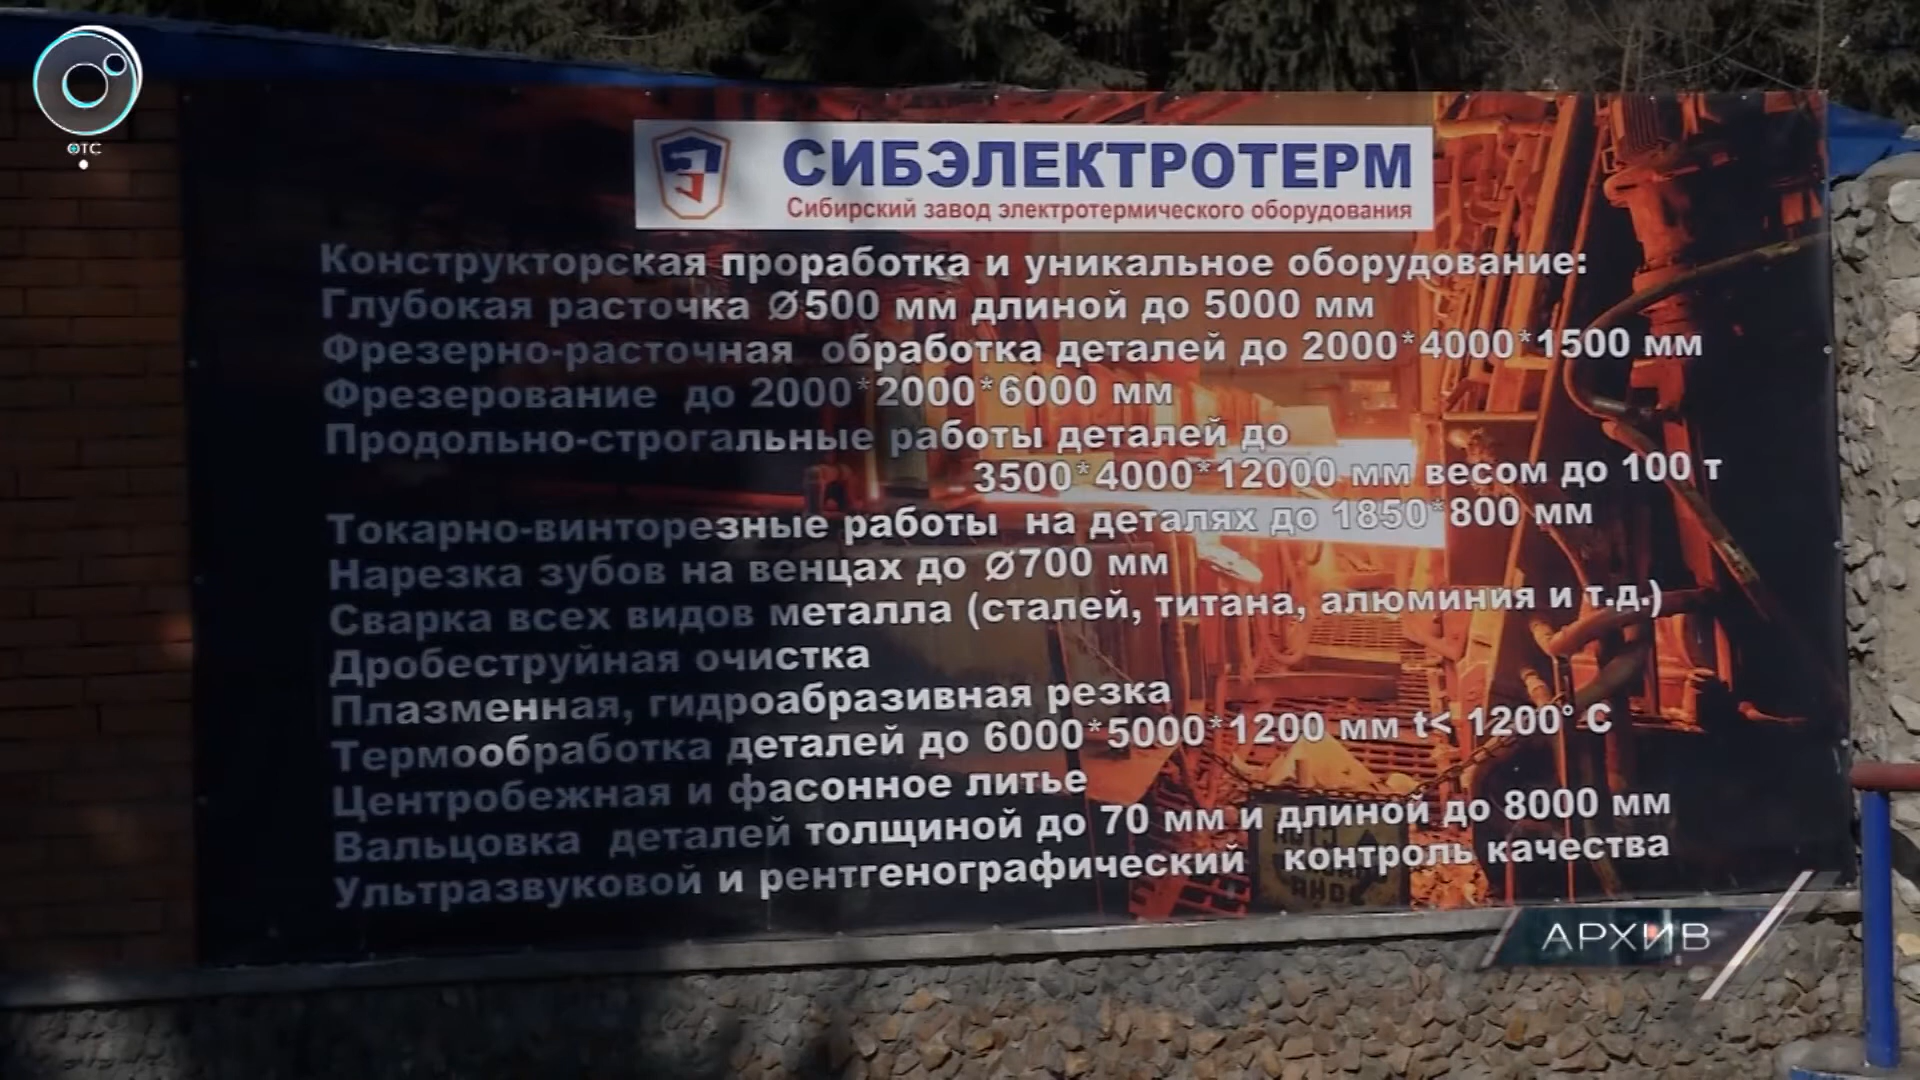 ОТС
СИБЭЛЕКТРОТЕРМ
Сибирский завод электротермического оборудования
Конструкторская проработка и уникальное оборудование:
Глубокая расточка Ø500 мм длиной до 5000 мм
Фрезерно-расточная обработка деталей до 2000*4000*1500 мм
Фрезерование до 2000*2000*6000 мм
Продольно-строгальные работы деталей до
3500*4000*12000 мм весом до 100 т
Токарно-винторезные работы на деталях до 1850*800 мм
Нарезка зубов на венцах до Ø700 мм
Сварка всех видов металла (сталей, титана, алюминия и т.д.)
Дробеструйная очистка
Плазменная, гидроабразивная резка
Термообработка деталей до 6000*5000*1200 мм t< 1200° С
Центробежная и фасонное литье
Вальцовка деталей толщиной до 70 мм и длиной до 8000 мм
Ультразвуковой и рентгенографический контроль качества
АРХИВ